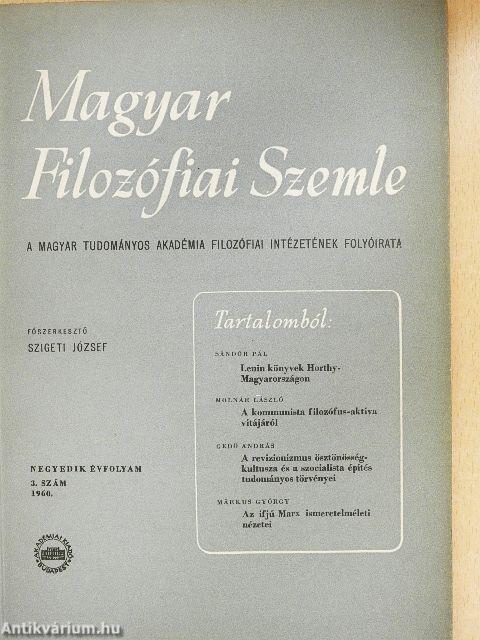 Magyar
Filozófiai Szemle
A MAGYAR TUDOMÁNYOS AKADÉMIA FILOZÓFIAI INTÉZETÉNEK FOLYÓIRATA
FŐSZERKESZTŐ
SZIGETI JÓZSEF
NEGYEDIK ÉVFOLYAM
3. SZÁM
1960.
Tartalomból:
SÁNDOR PÁL
Lenin könyvek Horthy-
Magyarországon
MOLNÁR LÁSZLÓ
A kommunista filozófus-aktíva
vitájáról
GEDŐ ANDRÁS
A revizionizmus ösztönösség-
kultusza és a szocialista építés
tudományos törvényei
MÁRKUS GYÖRGY
Az ifjú Marx ismeretelméleti
nézetei
AKADÉMIAI KIADÓ
BUDAPEST
Antikvárium.hu